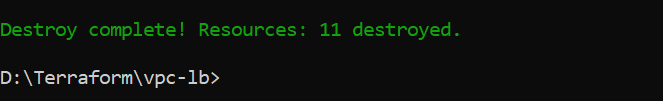 Destroy complete! Resources: 11 destroyed.
D:\Terraform\vpc-lb>